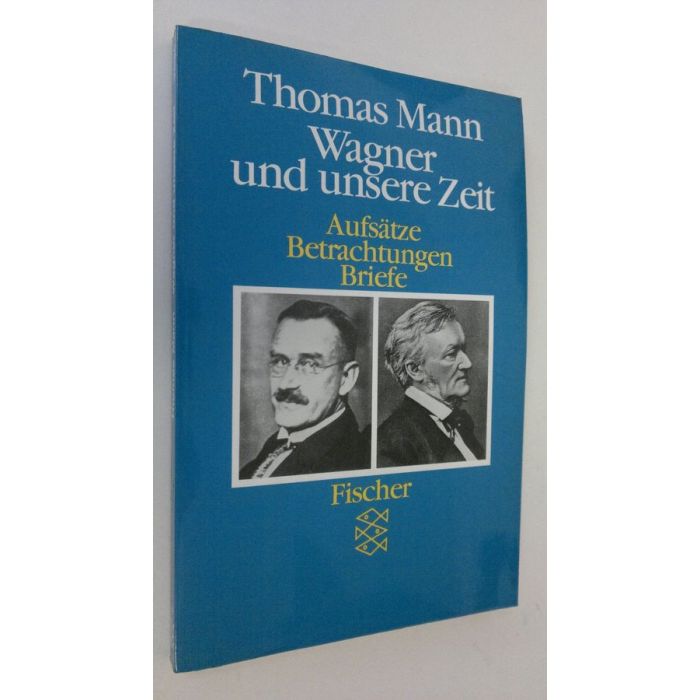 Thomas Mann
Wagner
und unsere Zeit
Aufsätze
Betrachtungen
Briefe
Fischer